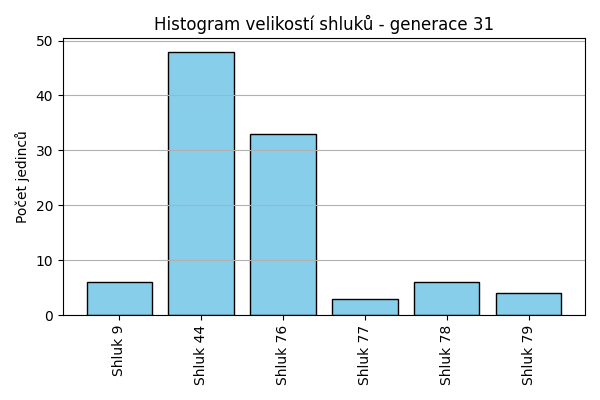 Histogram velikostí shluků - generace 31
Počet jedinců
50
40
30
20
10
0
Shluk 9
Shluk 44
Shluk 76
Shluk 77
Shluk 78
Shluk 79